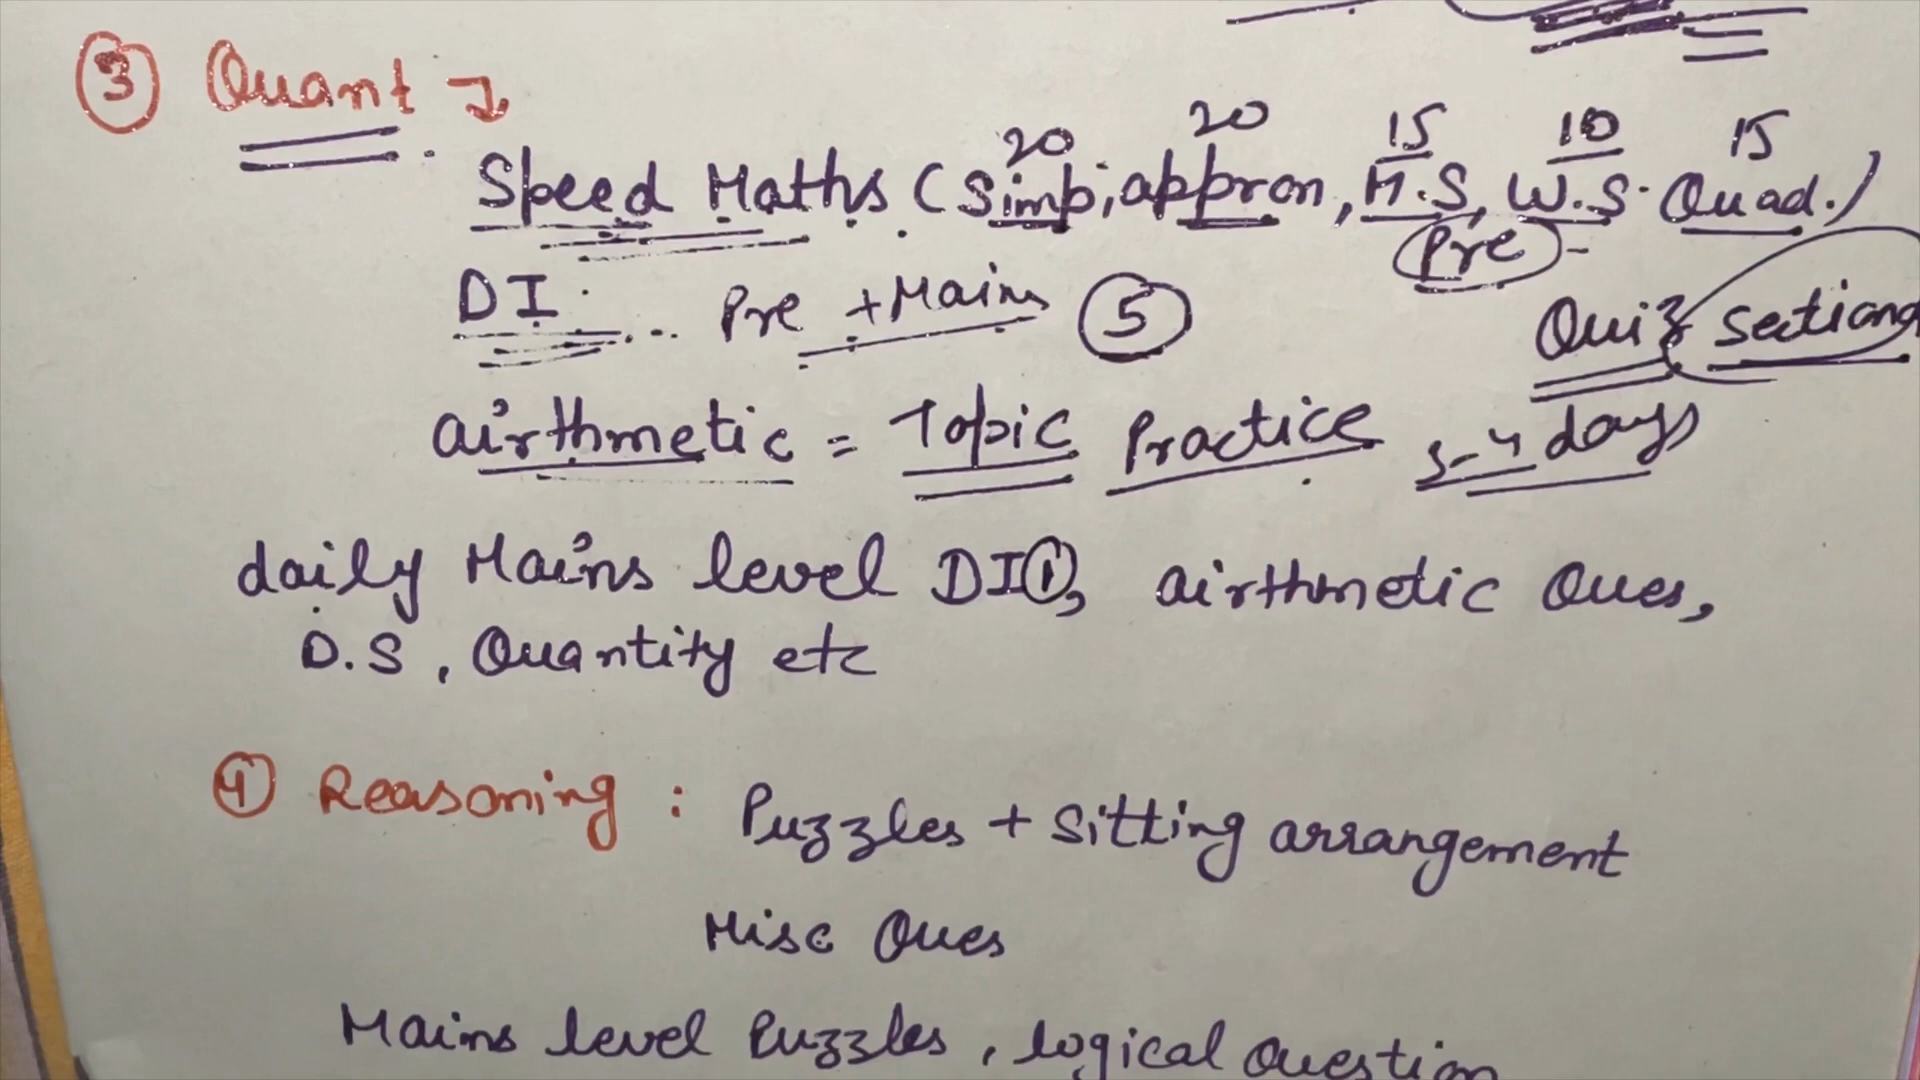 ③ Quant →
20 20 15 10 15
Speed Maths (Simp, appron, M.S, W.S. Quad.)
Pre
DI: Pre + Mains ⑤
Quiz Sectiona
airthmetic = Topic Practice 3-4 days
daily Mains level DI①, airthmetic Ques,
D.S, Quantity etc
④ Reasoning : Puzzles + Sitting arrangement
Misc Ques
Mains level Puzzles, logical Question